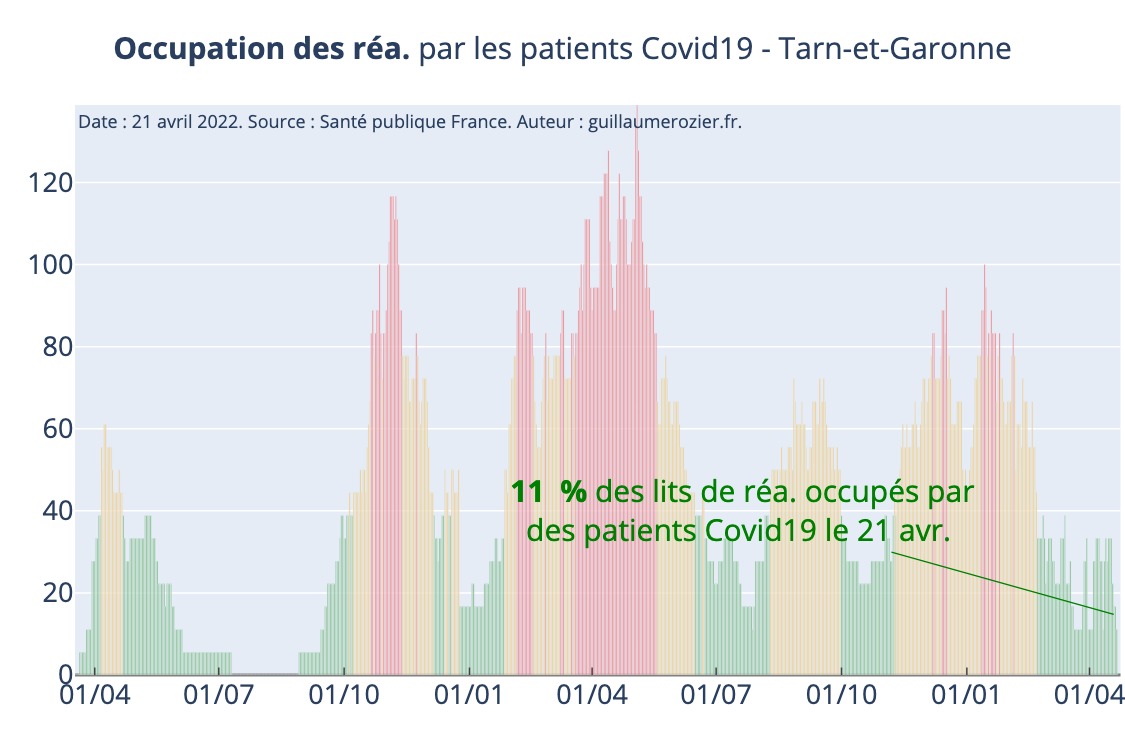 Occupation des réa. par les patients Covid19 - Tarn-et-Garonne
Date : 21 avril 2022. Source : Santé publique France. Auteur : guillaumerozier.fr.
120
100
80
60
40
20
0
11 % des lits de réa. occupés par
des patients Covid19 le 21 avr.
01/04 01/07 01/10 01/01 01/04 01/07 01/10 01/01 01/04